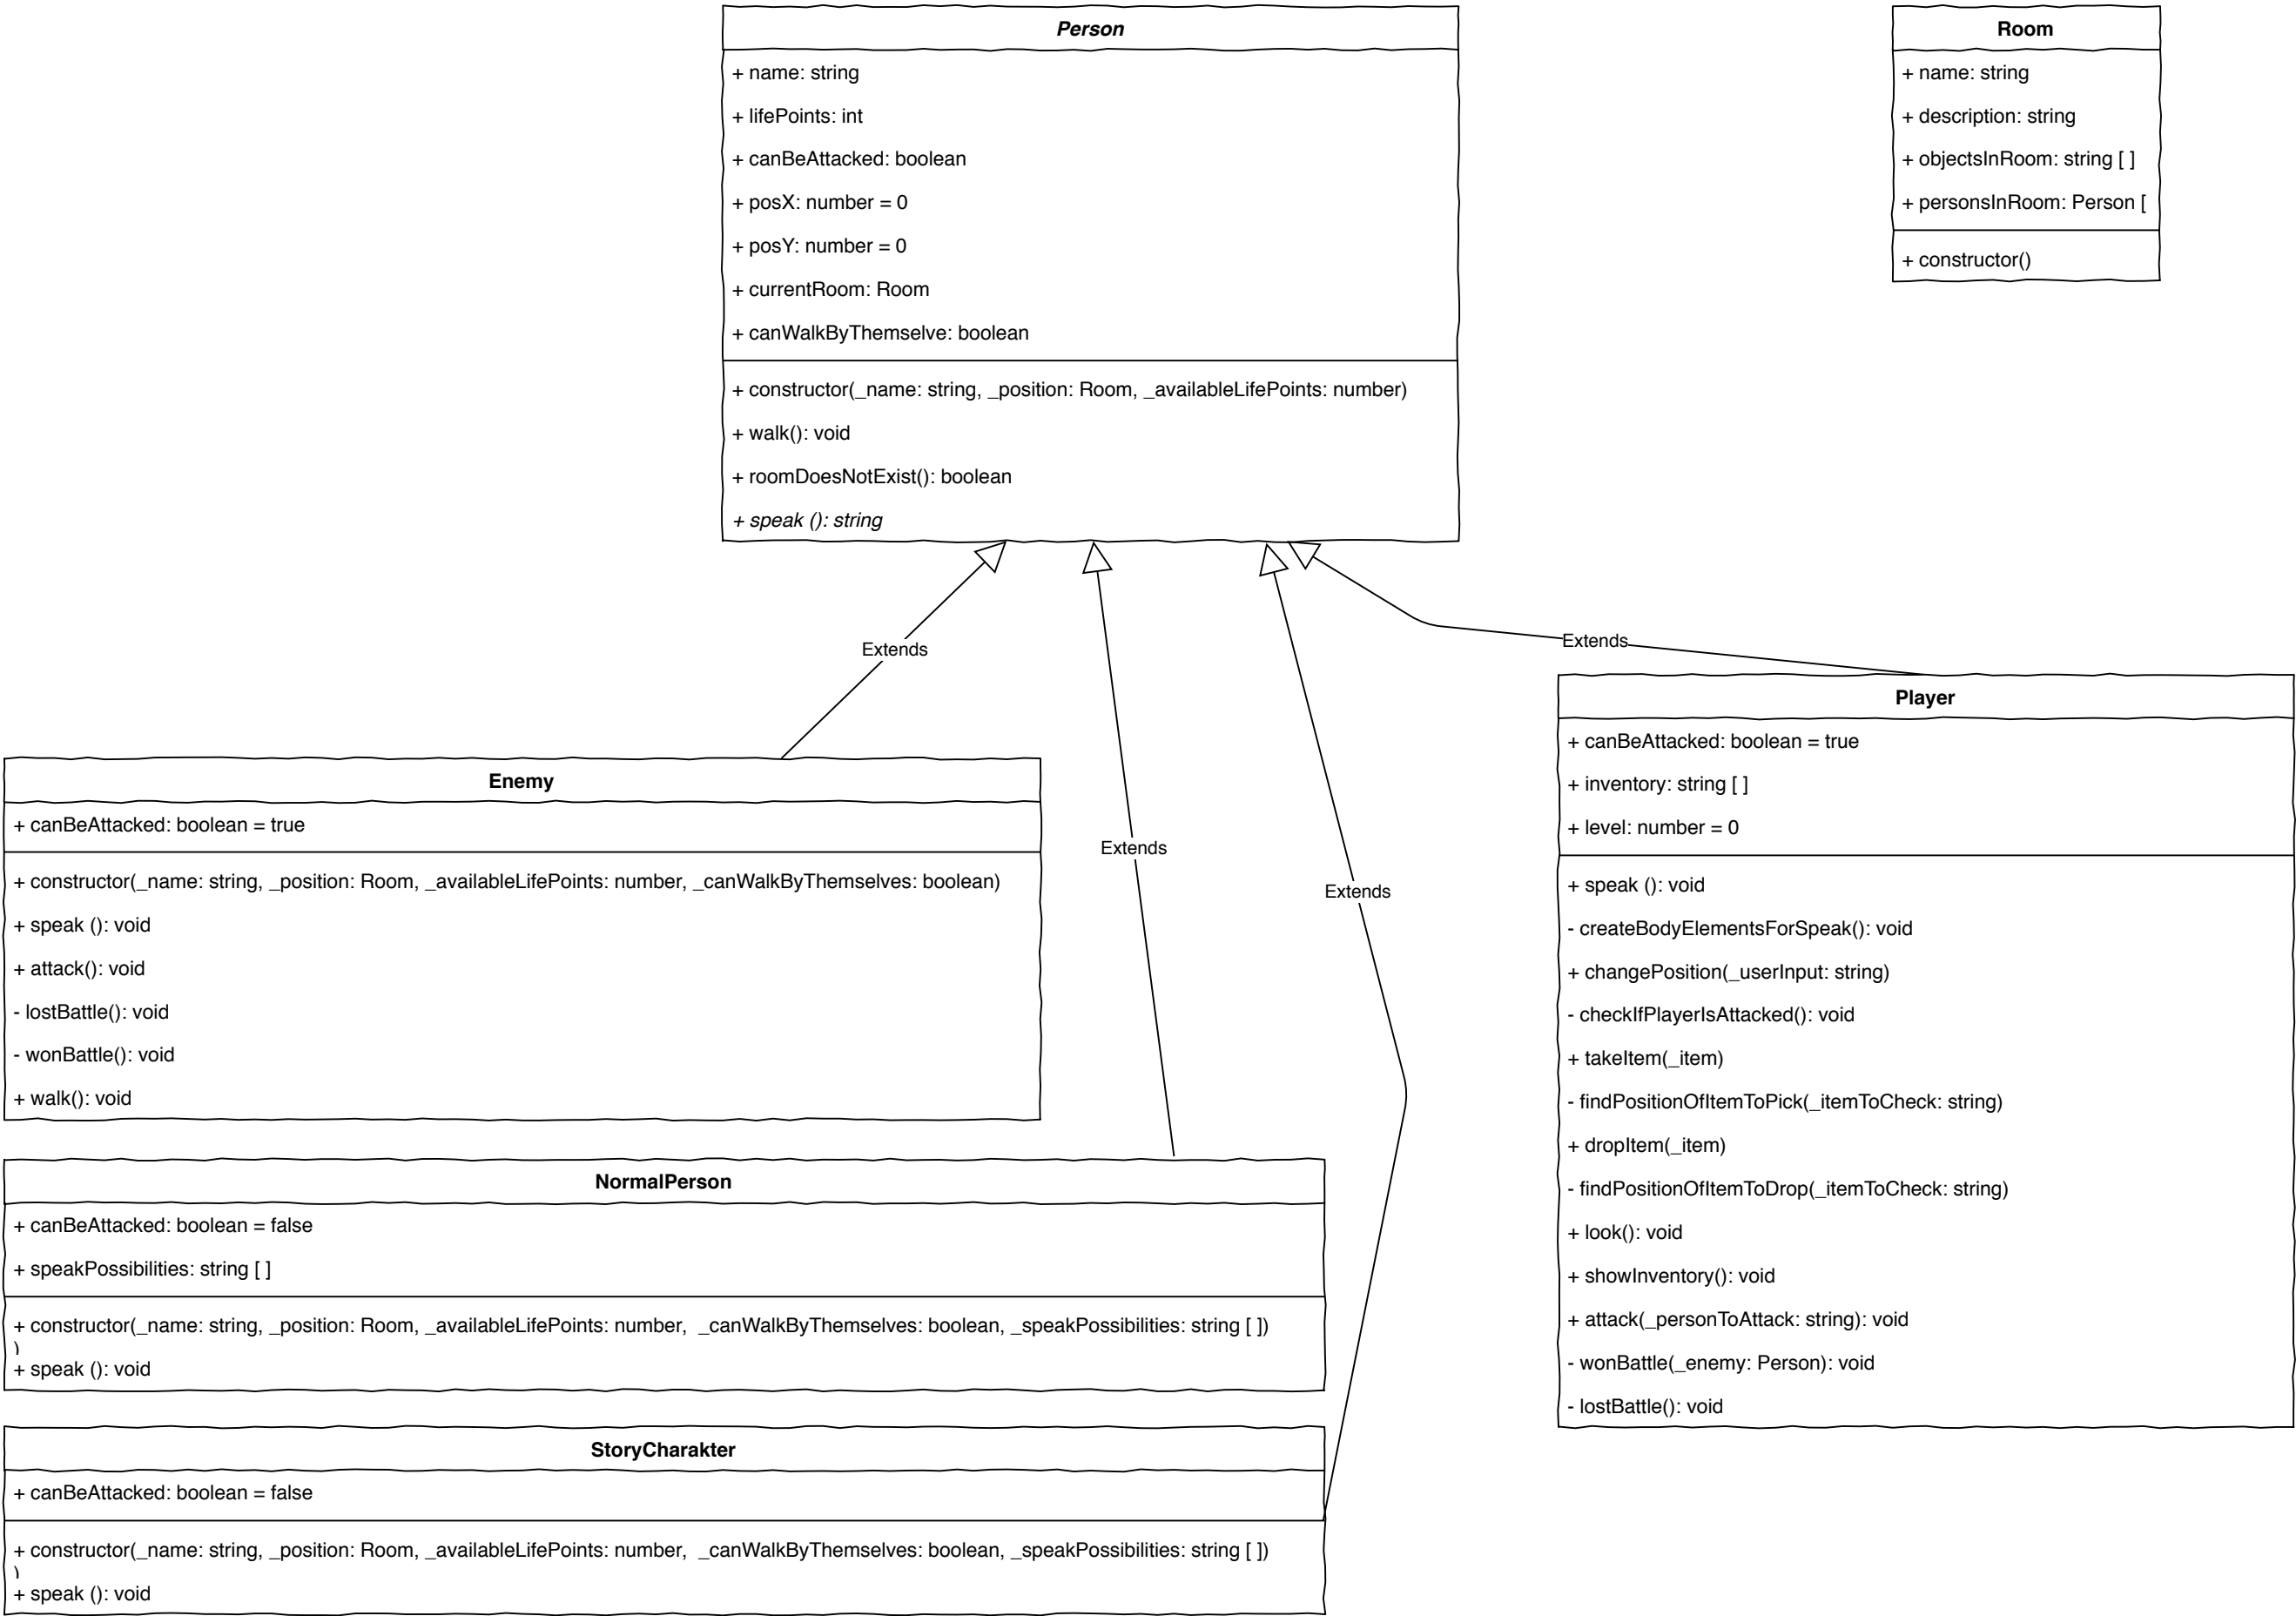 Person
+ name: string
+ lifePoints: int
+ canBeAttacked: boolean
+ posX: number = 0
+ posY: number = 0
+ currentRoom: Room
+ canWalkByThemselve: boolean
+ constructor(_name: string, _position: Room, _availableLifePoints: number)
+ walk(): void
+ roomDoesNotExist(): boolean
+ speak (): string
Room
+ name: string
+ description: string
+ objectsInRoom: string [ ]
+ personsInRoom: Person [
+ constructor()
Extends
Extends
Extends
Extends
Enemy
+ canBeAttacked: boolean = true
+ constructor(_name: string, _position: Room, _availableLifePoints: number, _canWalkByThemselves: boolean)
+ speak (): void
+ attack(): void
- lostBattle(): void
- wonBattle(): void
+ walk(): void
NormalPerson
+ canBeAttacked: boolean = false
+ speakPossibilities: string [ ]
+ constructor(_name: string, _position: Room, _availableLifePoints: number,  _canWalkByThemselves: boolean, _speakPossibilities: string [ ])
)
+ speak (): void
StoryCharakter
+ canBeAttacked: boolean = false
+ constructor(_name: string, _position: Room, _availableLifePoints: number,  _canWalkByThemselves: boolean, _speakPossibilities: string [ ])
)
+ speak (): void
Player
+ canBeAttacked: boolean = true
+ inventory: string [ ]
+ level: number = 0
+ speak (): void
- createBodyElementsForSpeak(): void
+ changePosition(_userInput: string)
- checkIfPlayerIsAttacked(): void
+ takeItem(_item)
- findPositionOfItemToPick(_itemToCheck: string)
+ dropItem(_item)
- findPositionOfItemToDrop(_itemToCheck: string)
+ look(): void
+ showInventory(): void
+ attack(_personToAttack: string): void
- wonBattle(_enemy: Person): void
- lostBattle(): void